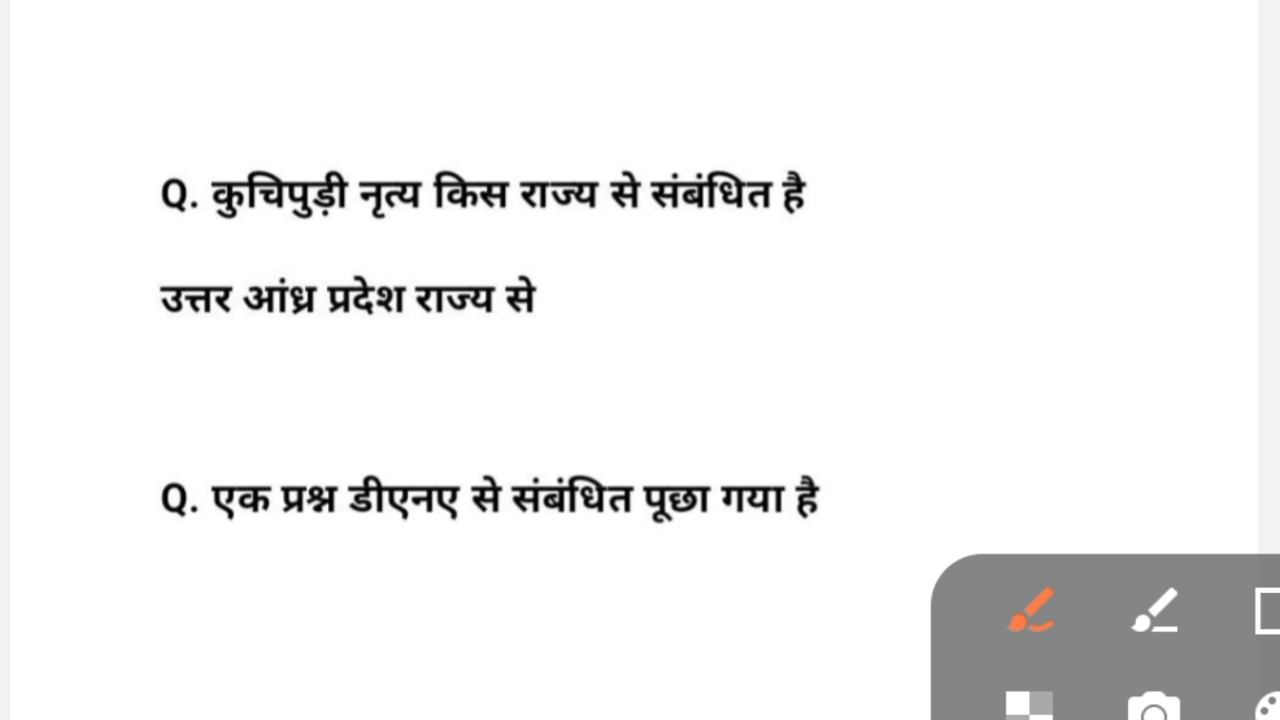 Q. कुचिपुड़ी नृत्य किस राज्य से संबंधित है
उत्तर आंध्र प्रदेश राज्य से
Q. एक प्रश्न डीएनए से संबंधित पूछा गया है